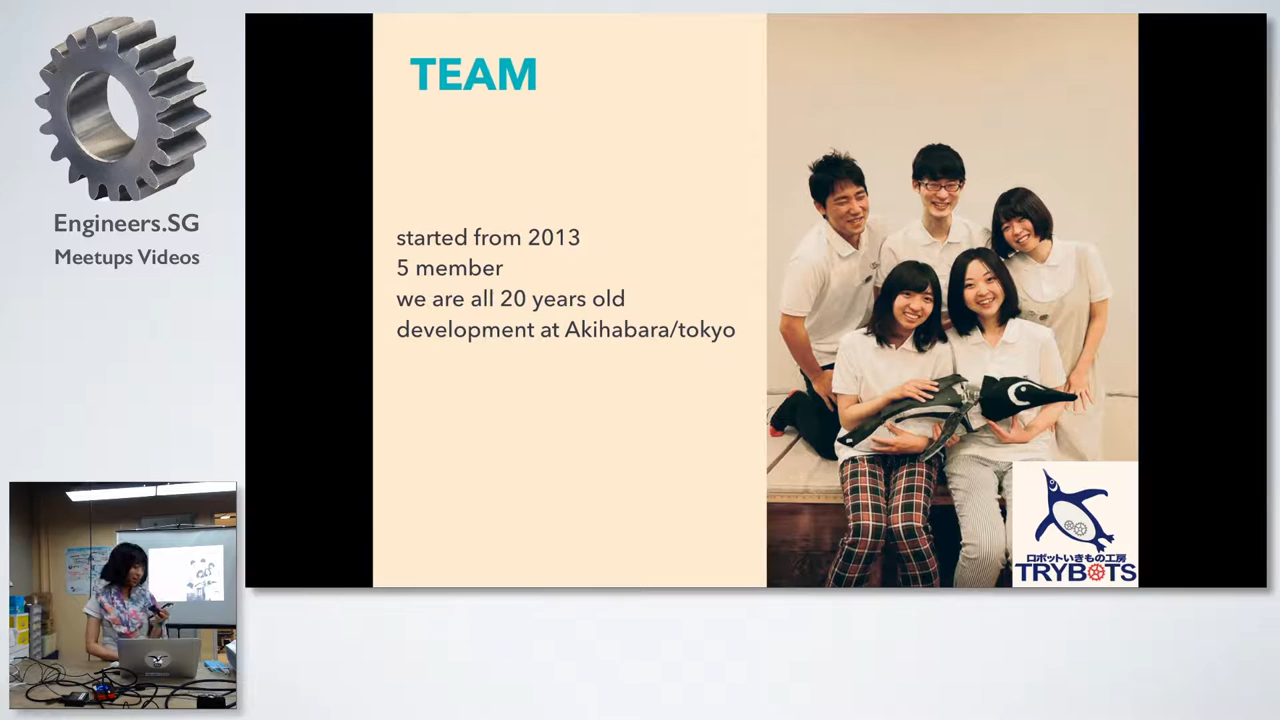 Engineers.SG
Meetups Videos
TEAM
started from 2013
5 member
we are all 20 years old
development at Akihabara/tokyo
ロボットいきもの工房
TRYBOTS